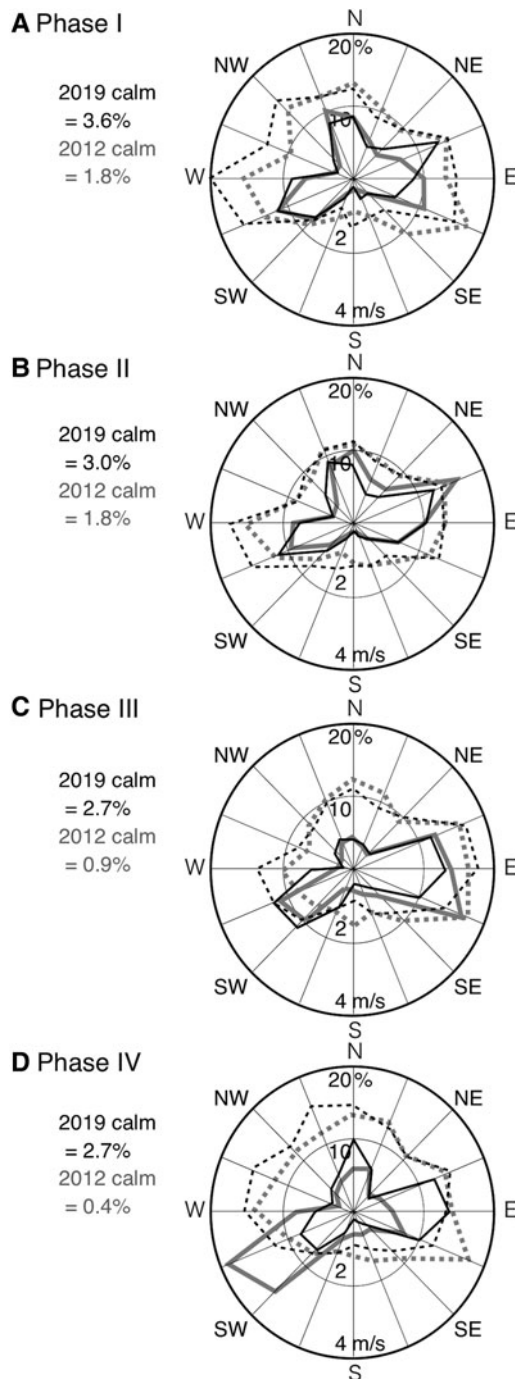 A Phase I
N
20%
NW
NE
2019 calm
= 3.6%
2012 calm
= 1.8%
10
W
E
2
SW
SE
4 m/s
S
B Phase II
N
20%
NW
NE
2019 calm
= 3.0%
2012 calm
= 1.8%
10
W
E
2
SW
SE
4 m/s
S
C Phase III
N
20%
NW
NE
2019 calm
= 2.7%
2012 calm
= 0.9%
10
W
E
2
SW
SE
4 m/s
S
D Phase IV
N
20%
NW
NE
2019 calm
= 2.7%
2012 calm
= 0.4%
10
W
E
2
SW
SE
4 m/s
S